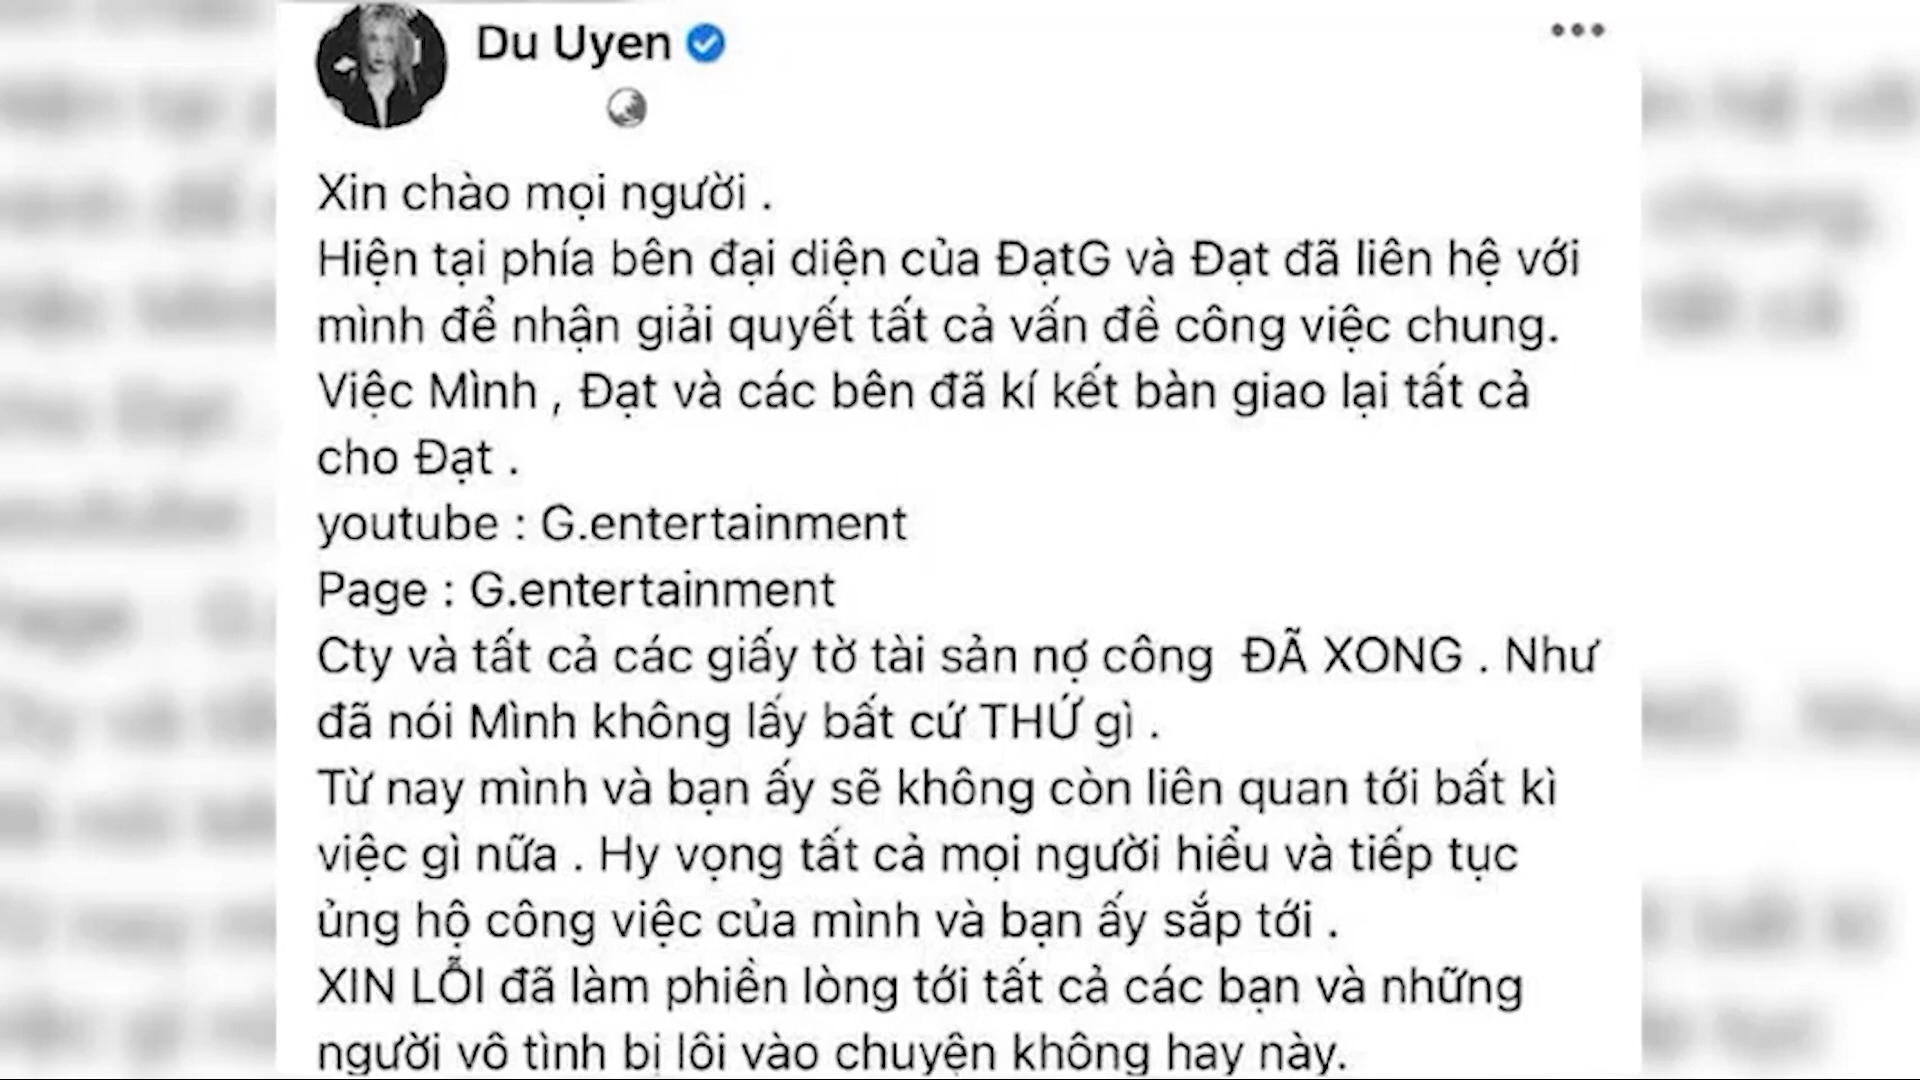 Du Uyen
Xin chào mọi người .
Hiện tại phía bên đại diện của ĐạtG và Đạt đã liên hệ với
mình để nhận giải quyết tất cả vấn đề công việc chung.
Việc Mình , Đạt và các bên đã kí kết bàn giao lại tất cả
cho Đạt .
youtube : G.entertainment
Page : G.entertainment
Cty và tất cả các giấy tờ tài sản nợ công  ĐÃ XONG . Như
đã nói Mình không lấy bất cứ THỨ gì .
Từ nay mình và bạn ấy sẽ không còn liên quan tới bất kì
việc gì nữa . Hy vọng tất cả mọi người hiểu và tiếp tục
ủng hộ công việc của mình và bạn ấy sắp tới .
XIN LỖI đã làm phiền lòng tới tất cả các bạn và những
người vô tình bị lôi vào chuyện không hay này.